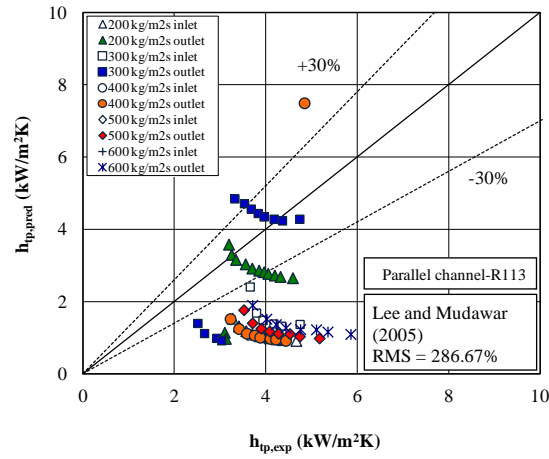 10
8
6
4
2
0
h_tp,pred (kW/m²K)
200 kg/m2s inlet
200 kg/m2s outlet
300 kg/m2s inlet
300 kg/m2s outlet
400 kg/m2s inlet
400 kg/m2s outlet
500 kg/m2s inlet
500 kg/m2s outlet
600 kg/m2s inlet
600 kg/m2s outlet
+30%
-30%
Parallel channel-R113
Lee and Mudawar
(2005)
RMS = 286.67%
0 2 4 6 8 10
h_tp,exp (kW/m²K)